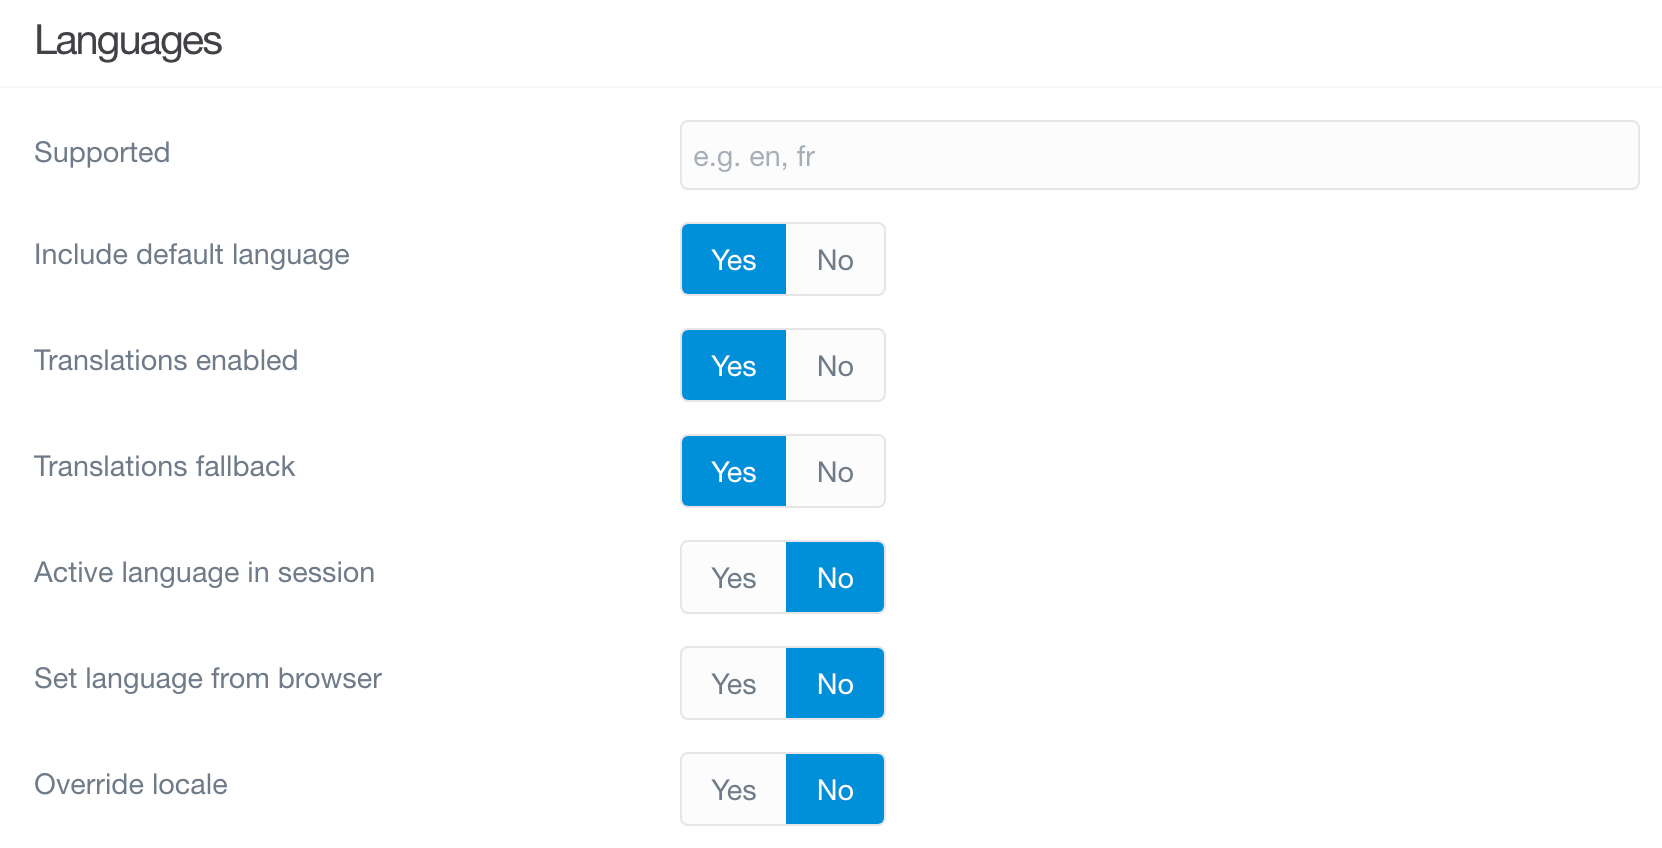 Languages
Supported
e.g. en, fr
Include default language
Yes No
Translations enabled
Yes No
Translations fallback
Yes No
Active language in session
Yes No
Set language from browser
Yes No
Override locale
Yes No